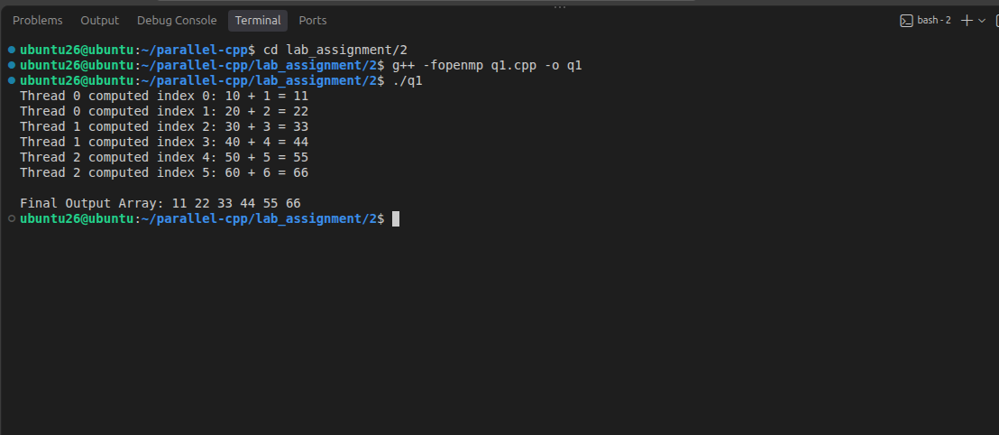 Problems Output Debug Console Terminal Ports bash - 2
ubuntu26@ubuntu:~/parallel-cpp$ cd lab_assignment/2
ubuntu26@ubuntu:~/parallel-cpp/lab_assignment/2$ g++ -fopenmp q1.cpp -o q1
ubuntu26@ubuntu:~/parallel-cpp/lab_assignment/2$ ./q1
Thread 0 computed index 0: 10 + 1 = 11
Thread 0 computed index 1: 20 + 2 = 22
Thread 1 computed index 2: 30 + 3 = 33
Thread 1 computed index 3: 40 + 4 = 44
Thread 2 computed index 4: 50 + 5 = 55
Thread 2 computed index 5: 60 + 6 = 66
Final Output Array: 11 22 33 44 55 66
ubuntu26@ubuntu:~/parallel-cpp/lab_assignment/2$